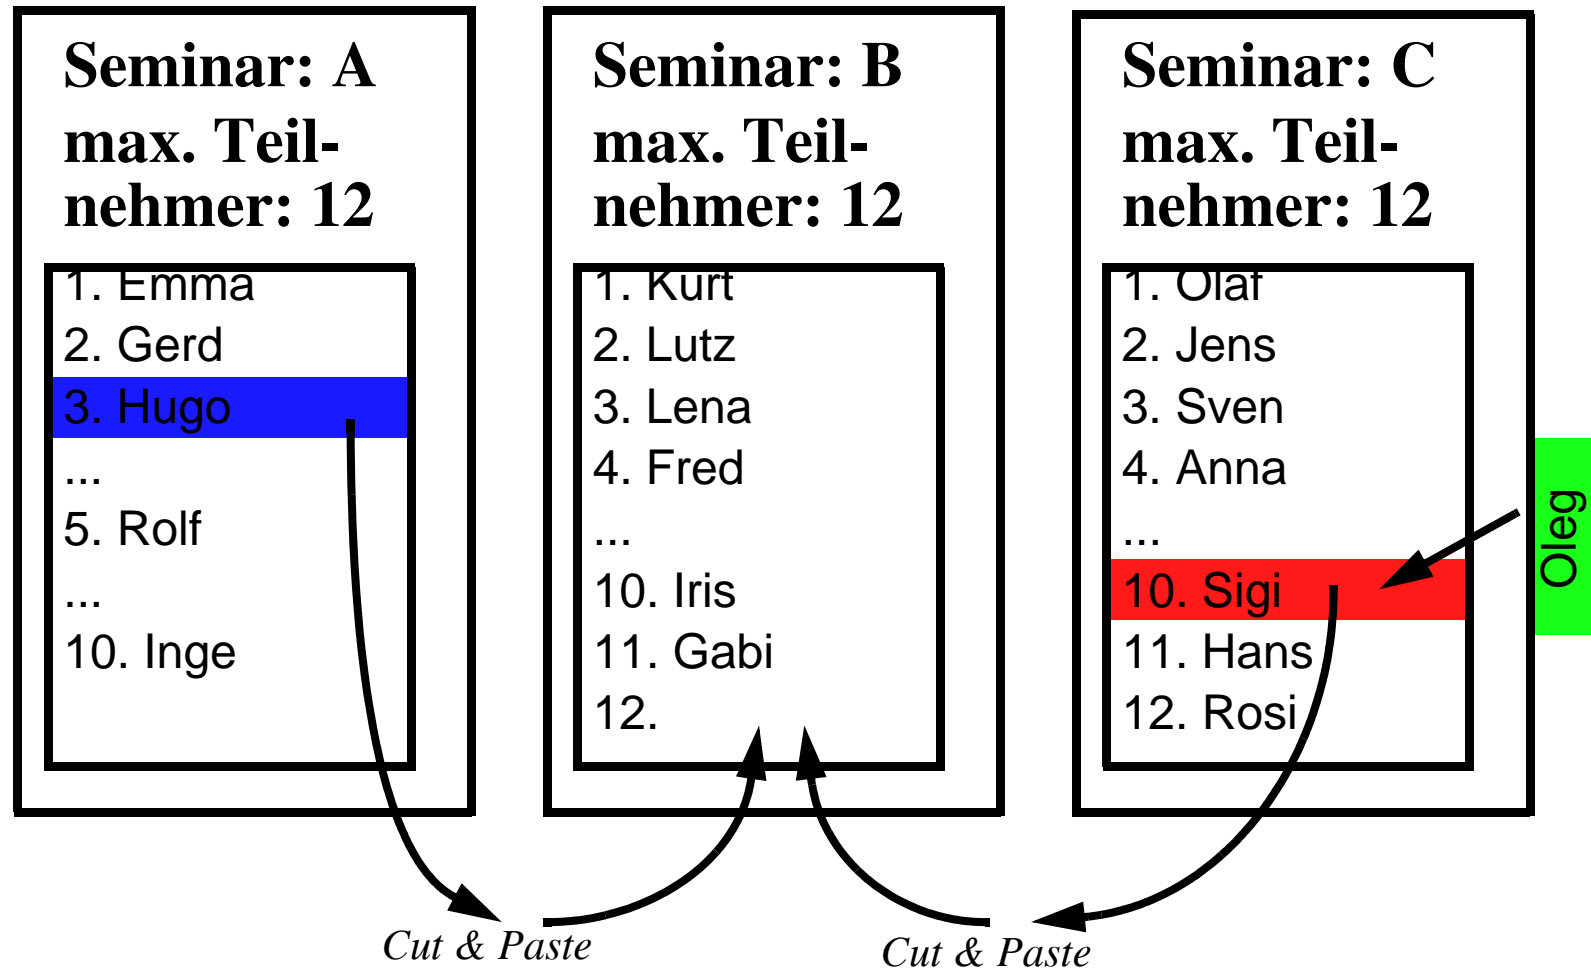 Seminar: A
max. Teil-
nehmer: 12
1. Emma
2. Gerd
3. Hugo
...
5. Rolf
...
10. Inge
Seminar: B
max. Teil-
nehmer: 12
1. Kurt
2. Lutz
3. Lena
4. Fred
...
10. Iris
11. Gabi
12.
Seminar: C
max. Teil-
nehmer: 12
1. Olaf
2. Jens
3. Sven
4. Anna
...
10. Sigi
11. Hans
12. Rosi
Oleg
Cut & Paste
Cut & Paste